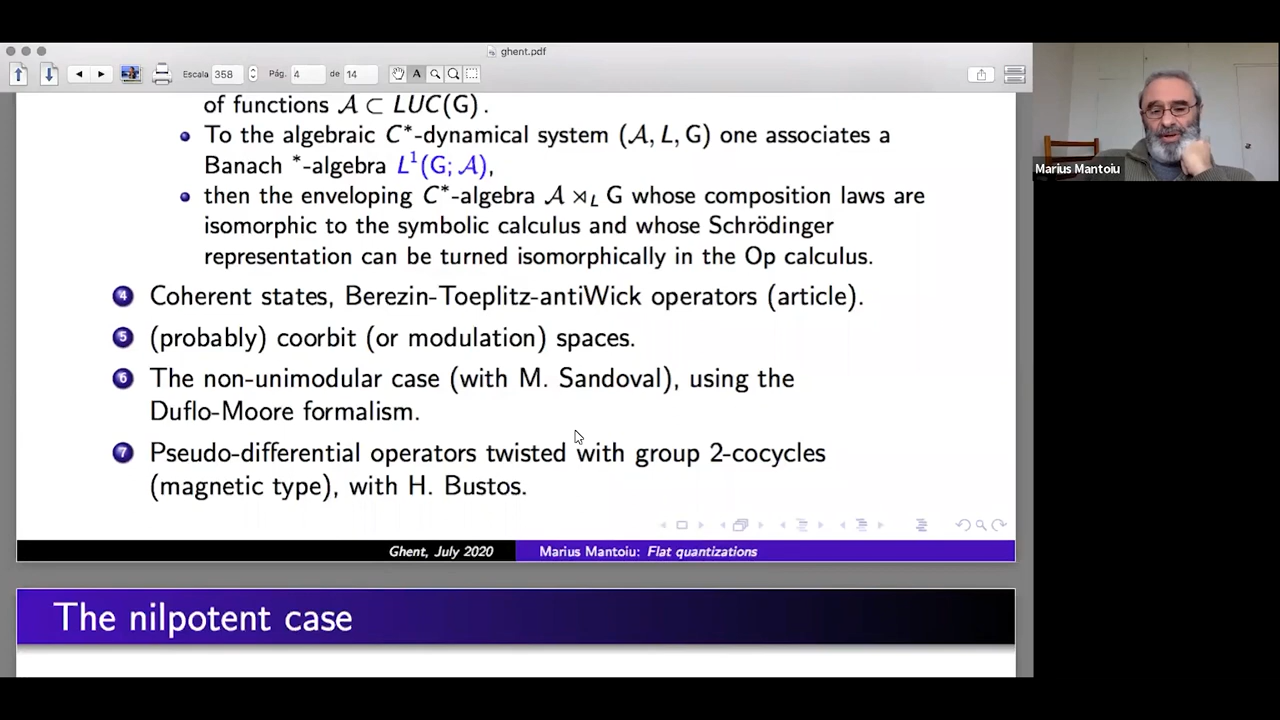 ghent.pdf
Escala 358 Pág. 4 de 14
of functions 𝒜 ⊂ LUC(G).
To the algebraic C*-dynamical system (𝒜, L, G) one associates a
Banach *-algebra L¹(G; 𝒜),
then the enveloping C*-algebra 𝒜 ⋊_L G whose composition laws are
isomorphic to the symbolic calculus and whose Schrödinger
representation can be turned isomorphically in the Op calculus.
4 Coherent states, Berezin-Toeplitz-antiWick operators (article).
5 (probably) coorbit (or modulation) spaces.
6 The non-unimodular case (with M. Sandoval), using the
Duflo-Moore formalism.
7 Pseudo-differential operators twisted with group 2-cocycles
(magnetic type), with H. Bustos.
Ghent, July 2020 Marius Mantoiu: Flat quantizations
The nilpotent case
Marius Mantoiu